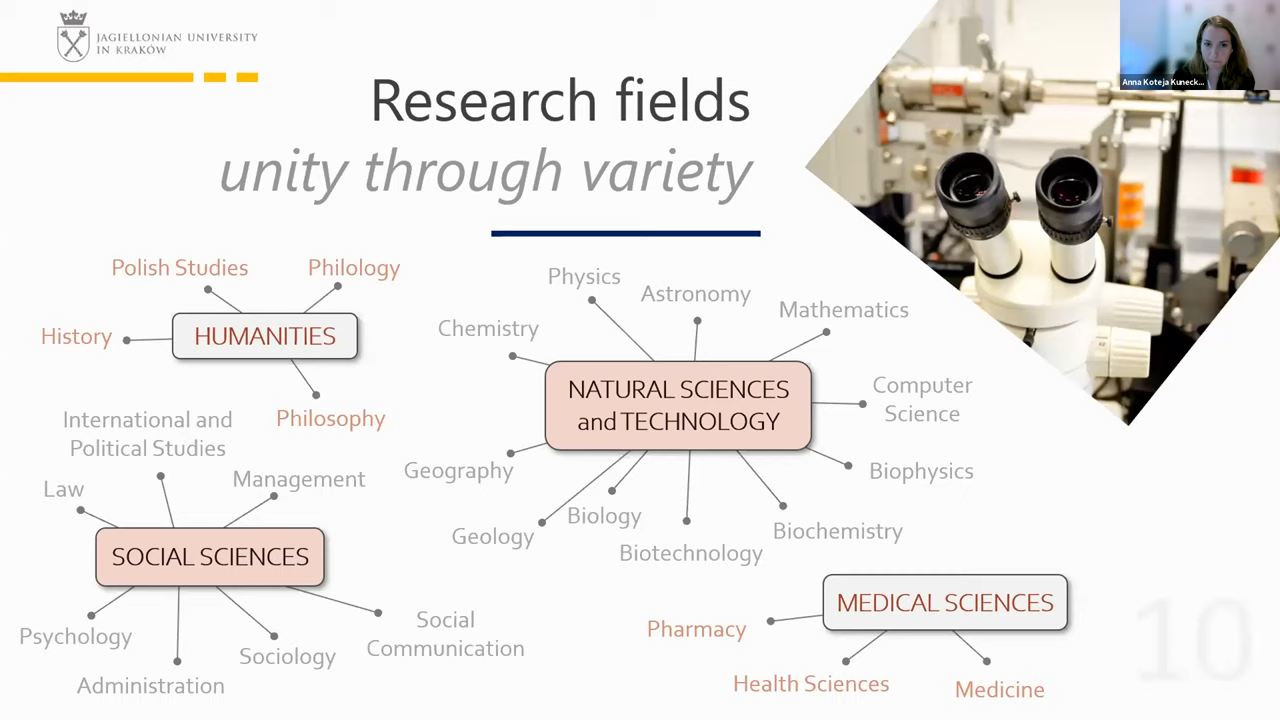 JAGIELLONIAN UNIVERSITY
IN KRAKÓW
Anna Koteja Kuneck...
Research fields
unity through variety
Polish Studies
Philology
History
HUMANITIES
Philosophy
Physics
Astronomy
Mathematics
Chemistry
NATURAL SCIENCES
and TECHNOLOGY
Computer
Science
Geography
Biophysics
Geology
Biology
Biotechnology
Biochemistry
International and
Political Studies
Law
Management
SOCIAL SCIENCES
Psychology
Administration
Sociology
Social
Communication
MEDICAL SCIENCES
Pharmacy
Health Sciences
Medicine
10